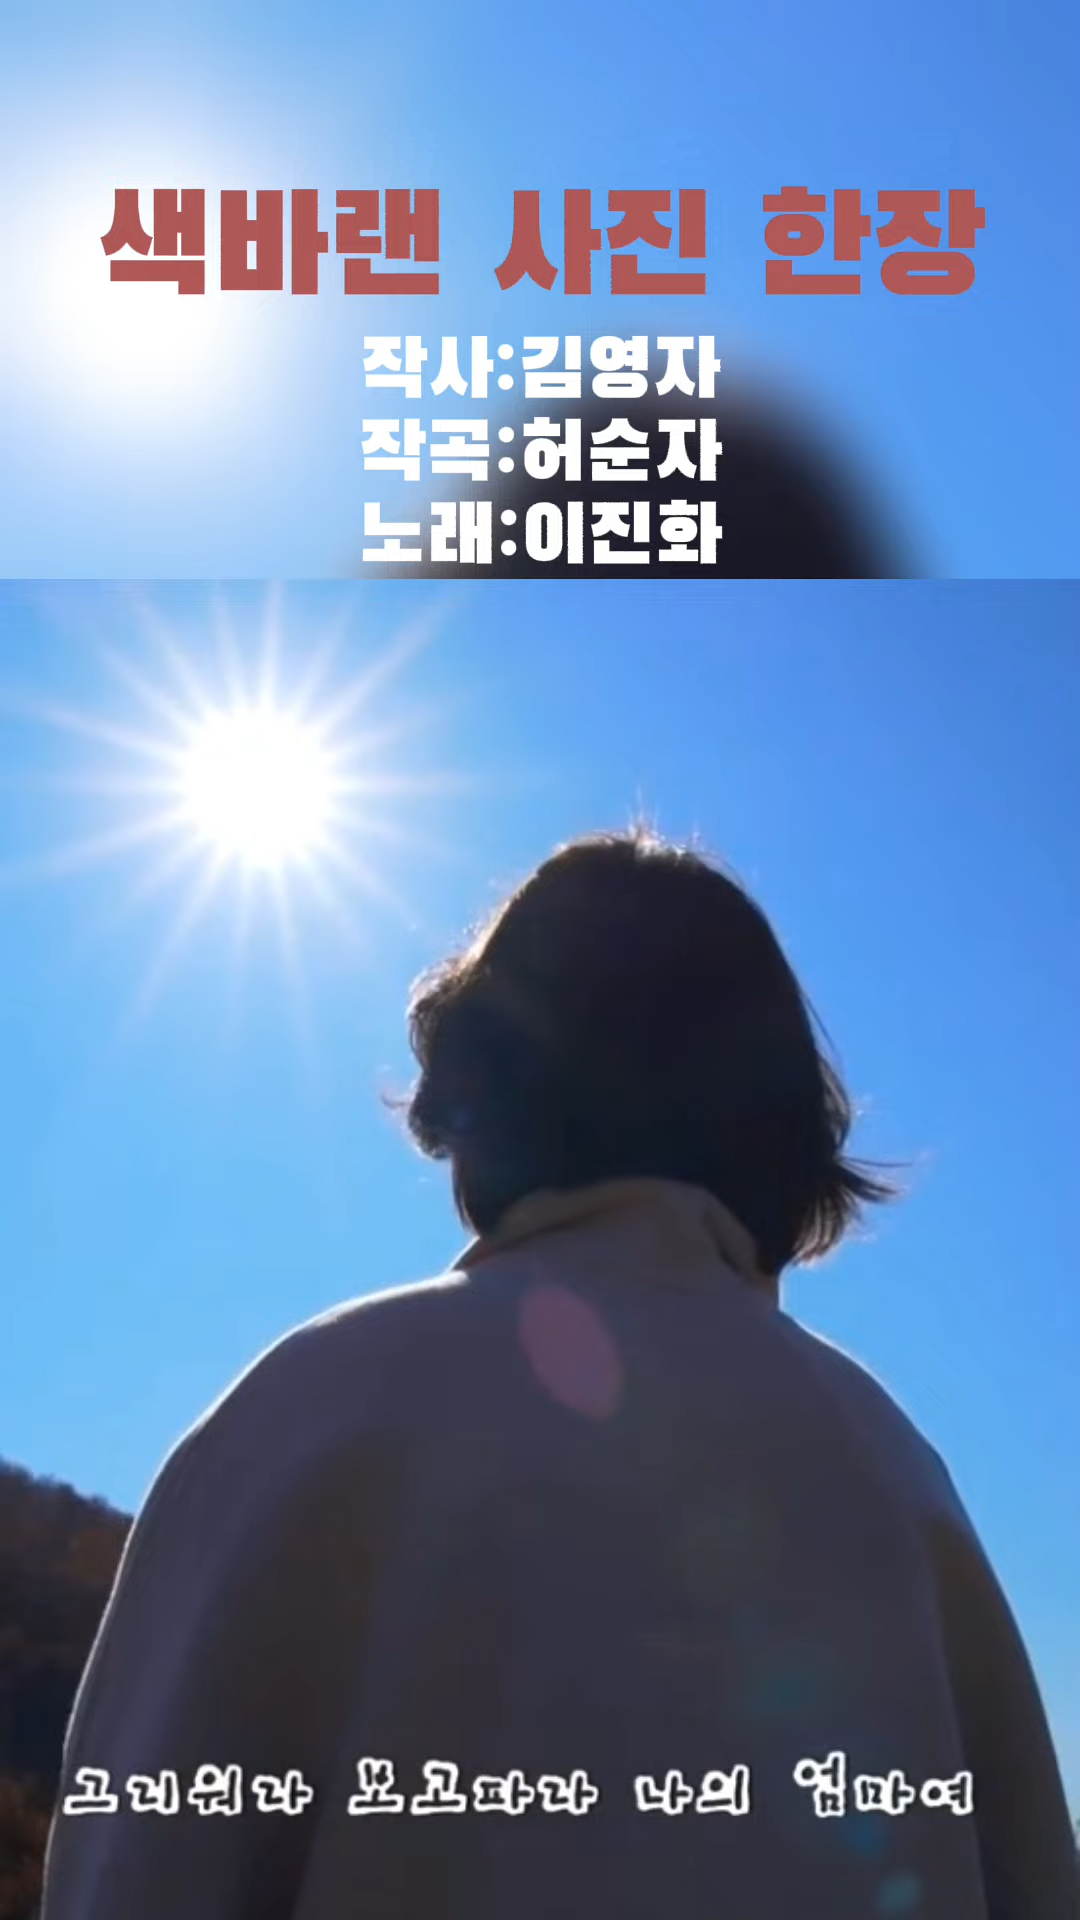 색바랜 사진 한장
작사:김영자
작곡:허순자
노래:이진화
그리워라 보고파라 나의 엄마여